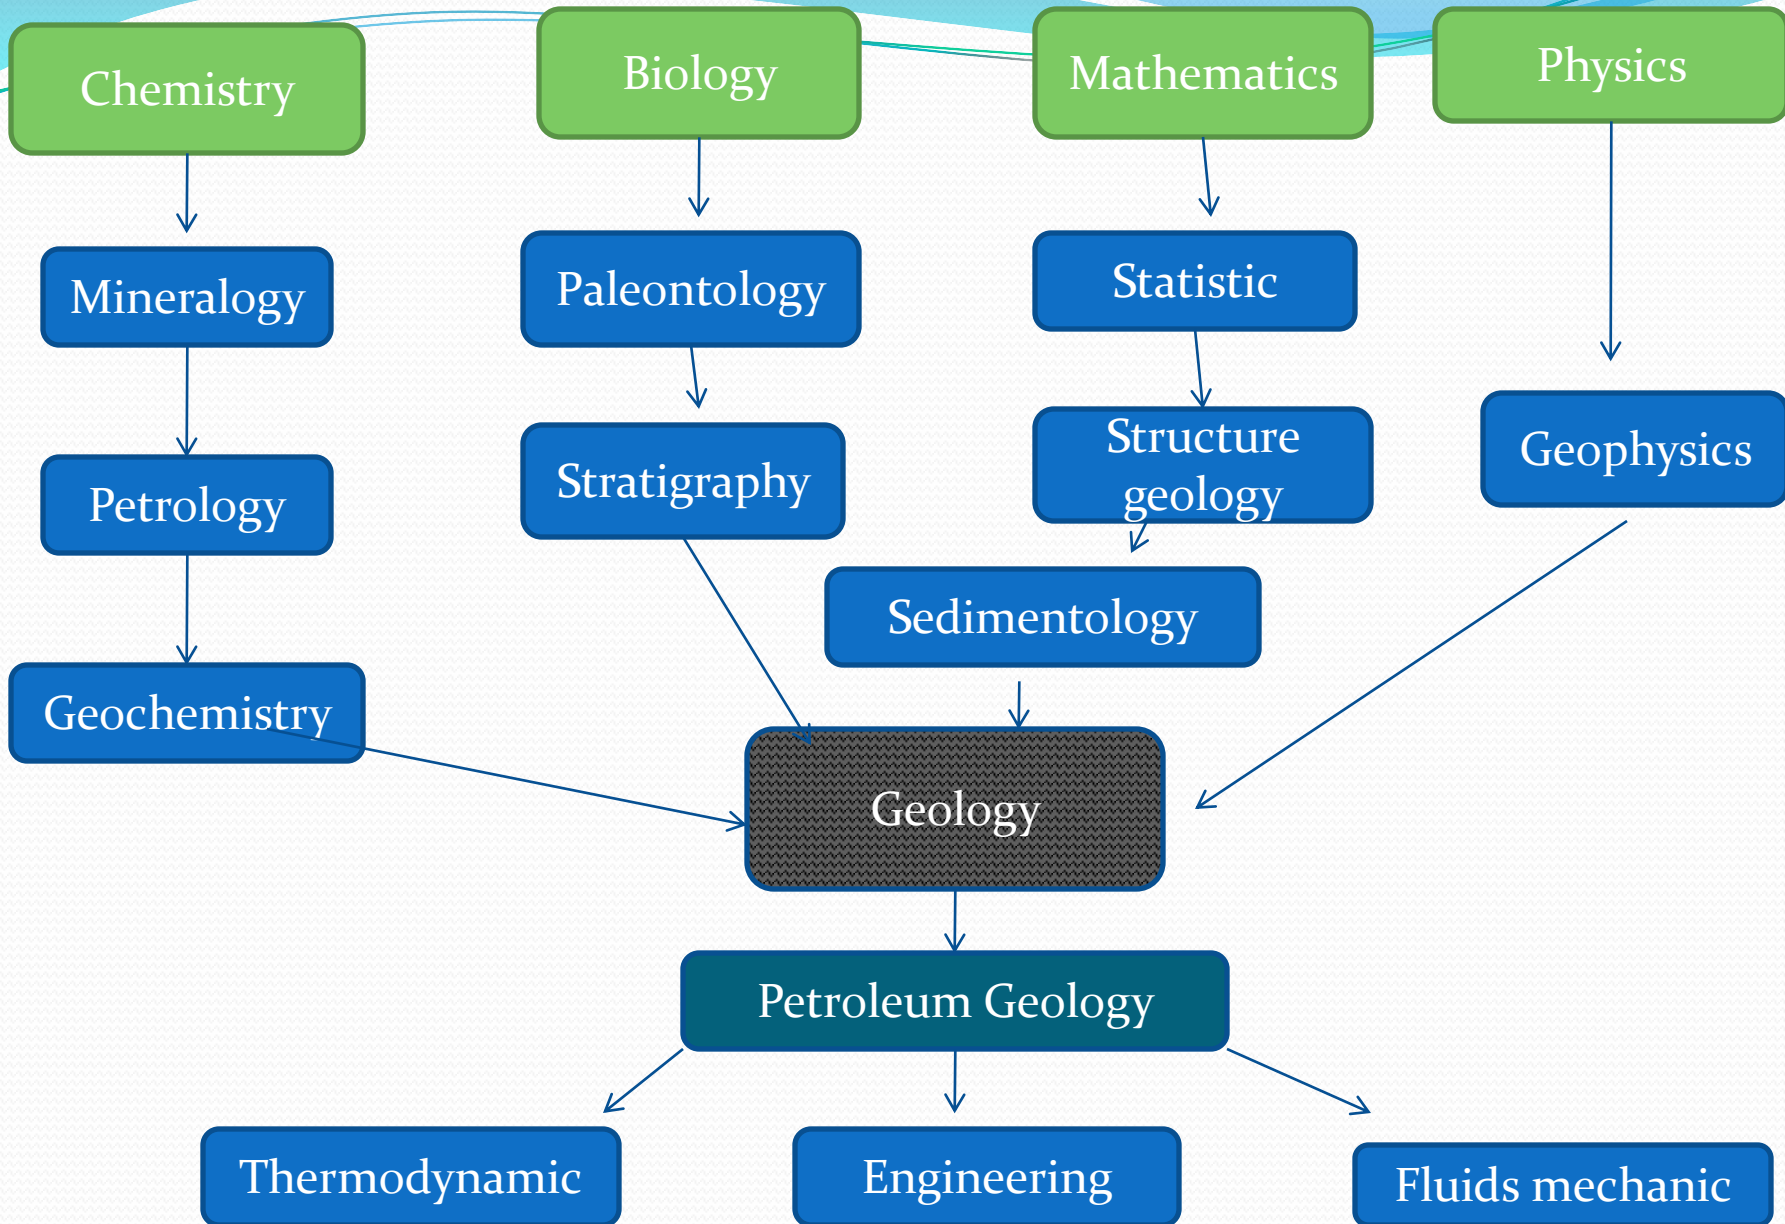 Chemistry
Biology
Mathematics
Physics
Mineralogy
Paleontology
Statistic
Petrology
Stratigraphy
Structure
geology
Geophysics
Sedimentology
Geochemistry
Geology
Petroleum Geology
Thermodynamic
Engineering
Fluids mechanic